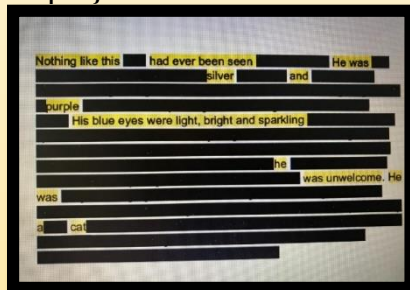 Nothing like this had ever been seen He was
silver and
purple
His blue eyes were light, bright and sparkling
he
was unwelcome. He
was
a cat